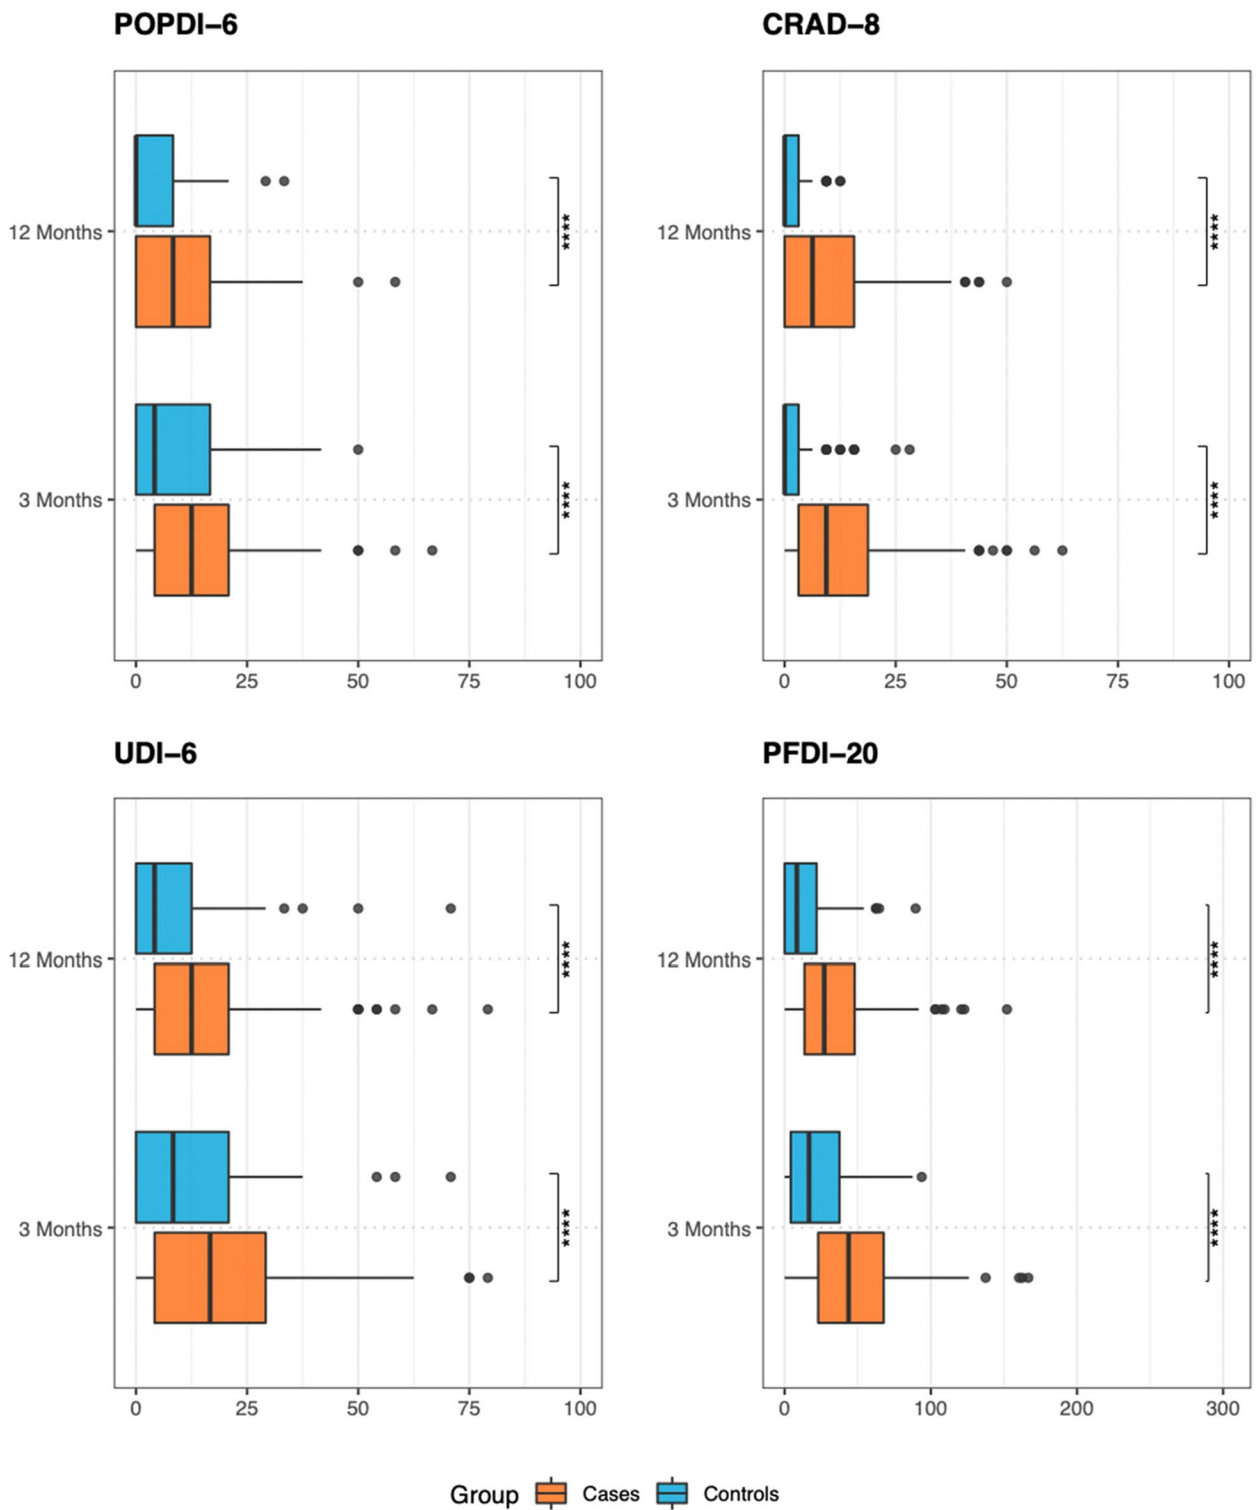 POPDI–6
12 Months
****
3 Months
****
0 25 50 75 100
CRAD–8
12 Months
****
3 Months
****
0 25 50 75 100
UDI–6
12 Months
****
3 Months
****
0 25 50 75 100
PFDI–20
12 Months
****
3 Months
****
0 100 200 300
Group Cases Controls